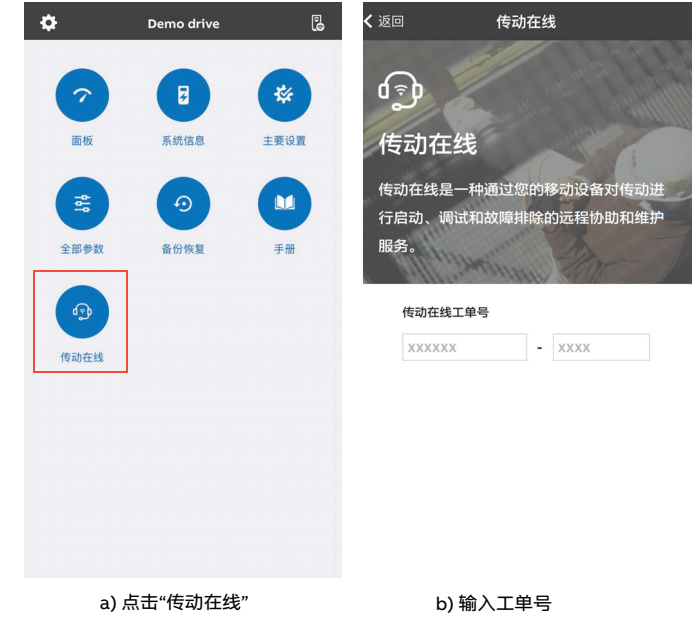 Demo drive
面板
系统信息
主要设置
全部参数
备份恢复
手册
传动在线
a) 点击“传动在线”
返回
传动在线
传动在线
传动在线是一种通过您的移动设备对传动进
行启动、调试和故障排除的远程协助和维护
服务。
传动在线工单号
XXXXXX - XXXX
b) 输入工单号